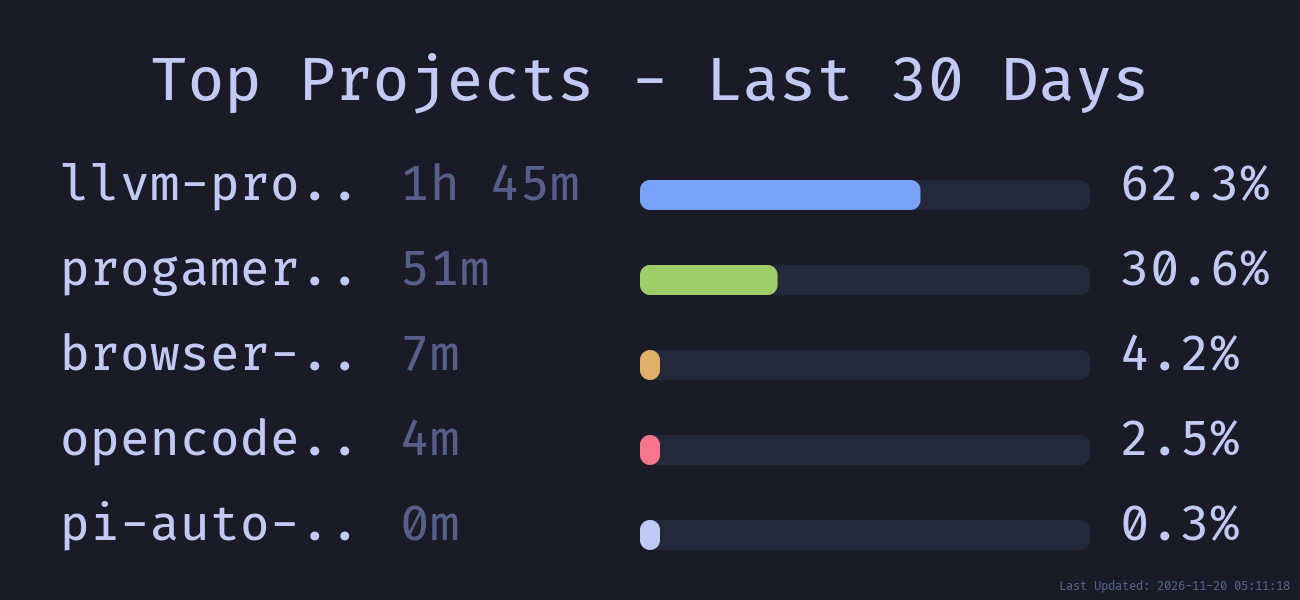 Top Projects - Last 30 Days
llvm-pro.. 1h 45m 62.3%
progamer.. 51m 30.6%
browser-.. 7m 4.2%
opencode.. 4m 2.5%
pi-auto-.. 0m 0.3%
Last Updated: 2026-11-20 05:11:18